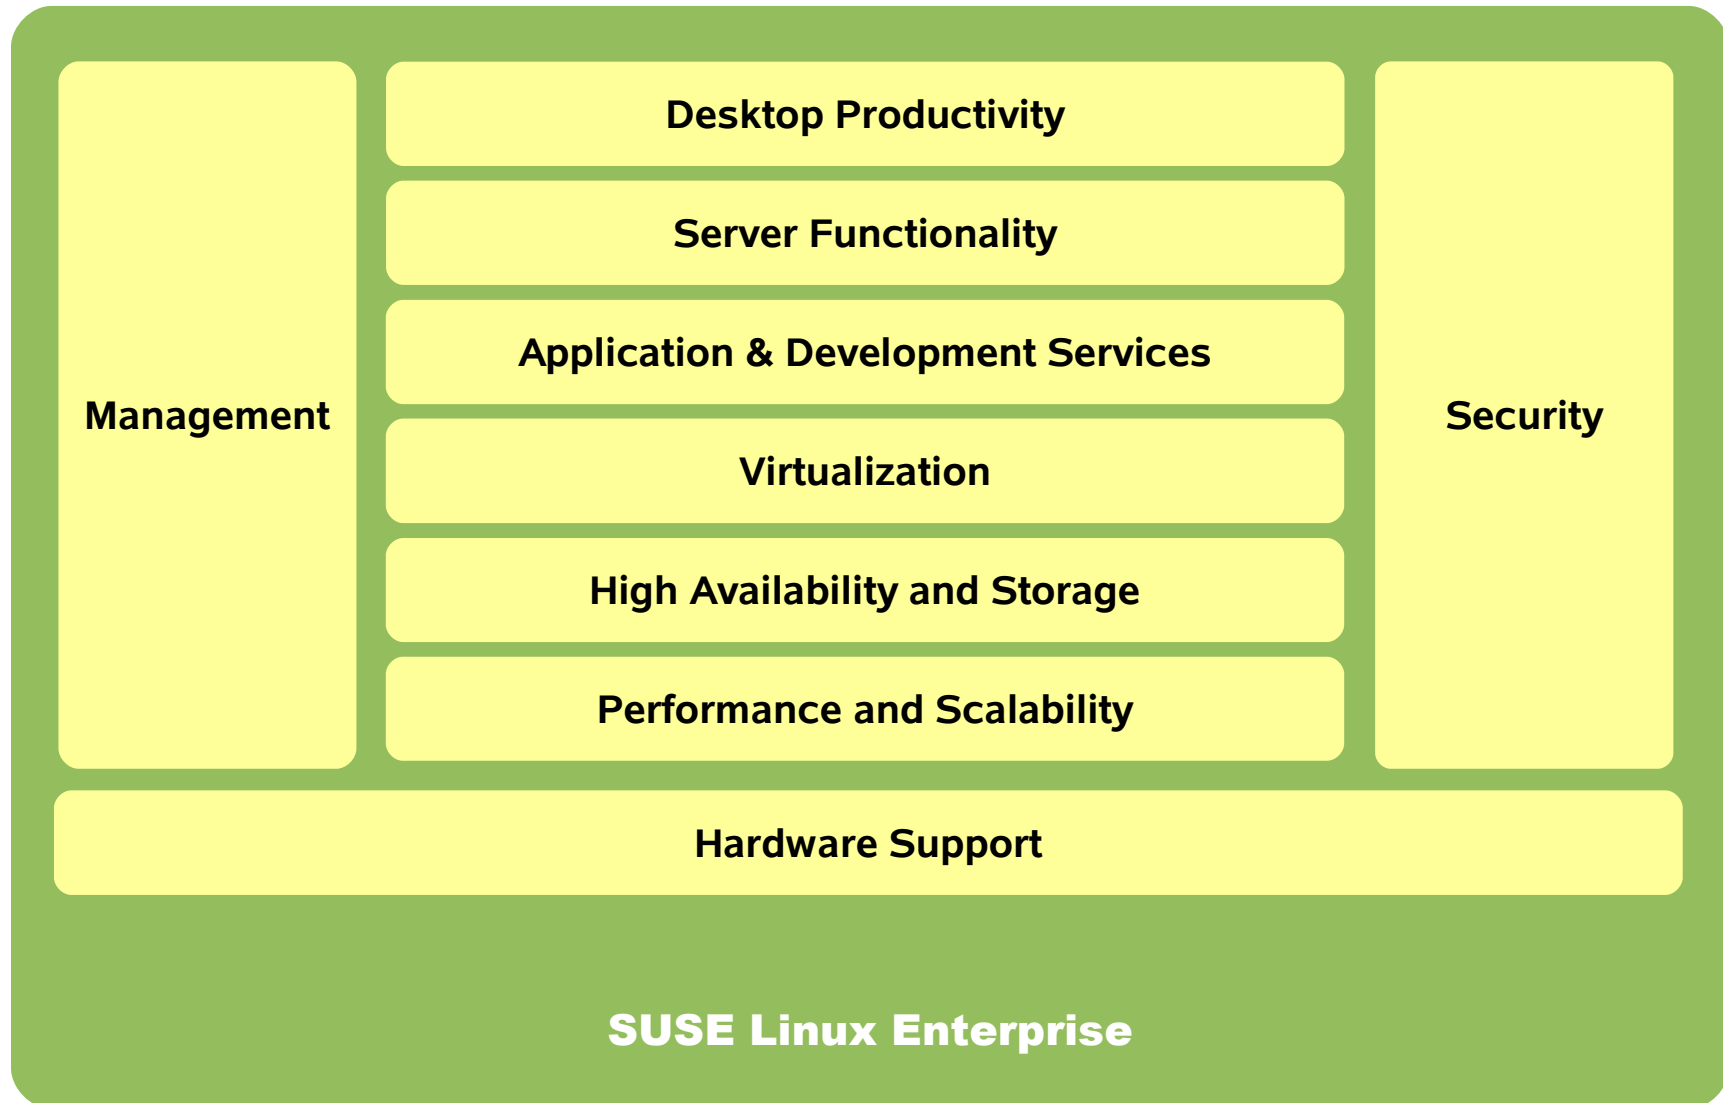 Desktop Productivity
Server Functionality
Application & Development Services
Management
Security
Virtualization
High Availability and Storage
Performance and Scalability
Hardware Support
SUSE Linux Enterprise